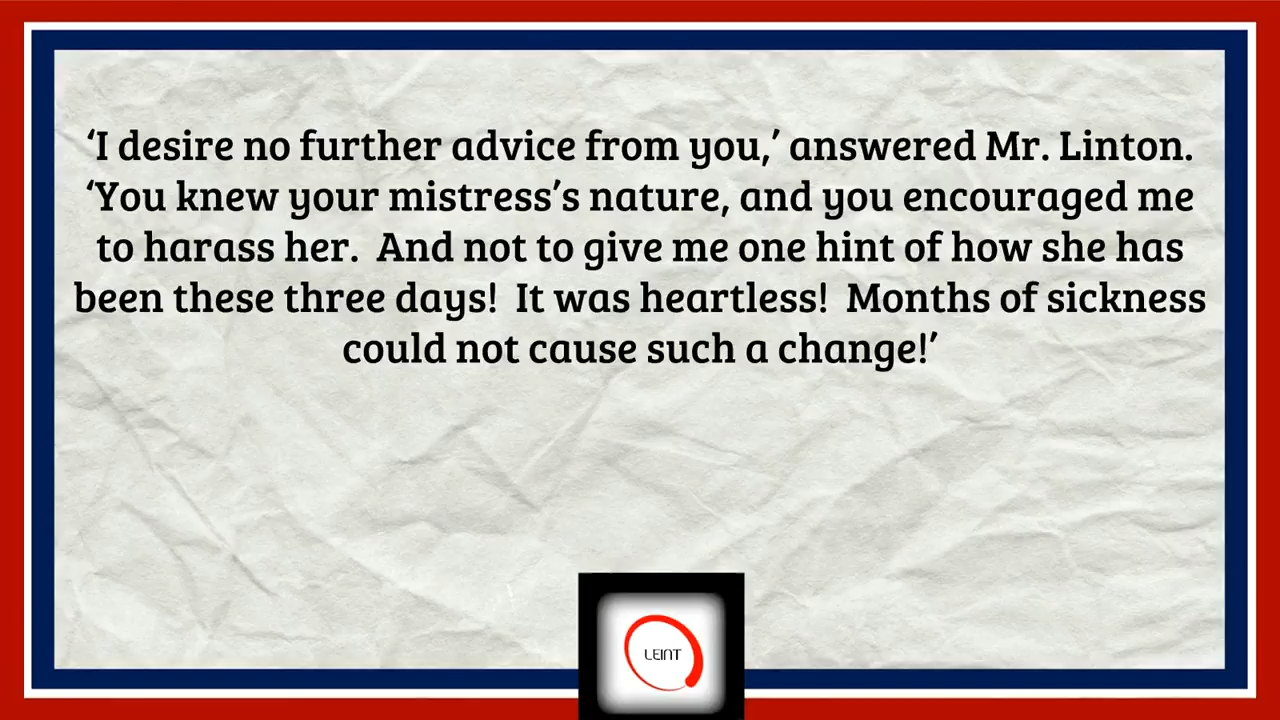 ‘I desire no further advice from you,’ answered Mr. Linton.
‘You knew your mistress’s nature, and you encouraged me
to harass her.  And not to give me one hint of how she has
been these three days!  It was heartless!  Months of sickness
could not cause such a change!’
LEINT